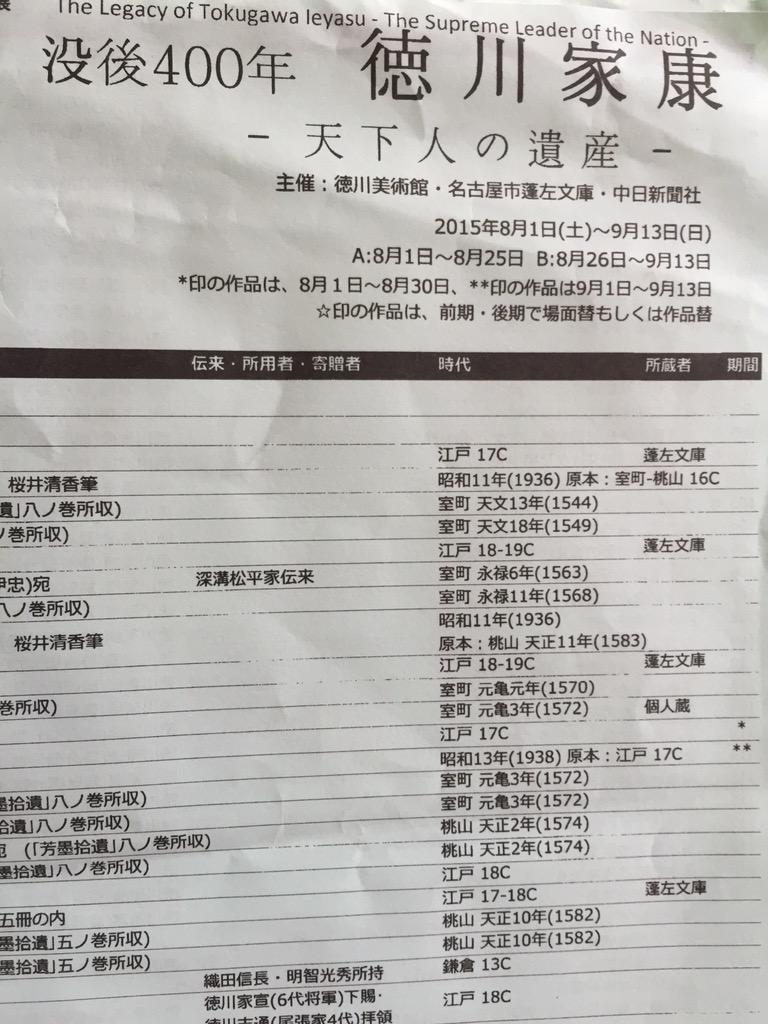 展
The Legacy of Tokugawa Ieyasu - The Supreme Leader of the Nation -
没後400年 徳川家康
- 天下人の遺産 -
主催：徳川美術館・名古屋市蓬左文庫・中日新聞社
2015年8月1日(土)～9月13日(日)
A:8月1日～8月25日 B:8月26日～9月13日
*印の作品は、8月1日～8月30日、**印の作品は9月1日～9月13日
☆印の作品は、前期・後期で場面替もしくは作品替
伝来・所用者・寄贈者 時代 所蔵者 期間
江戸 17C 蓬左文庫
桜井清香筆 昭和11年(1936) 原本：室町-桃山 16C
遺」八ノ巻所収) 室町 天文13年(1544)
ノ巻所収) 室町 天文18年(1549)
江戸 18-19C 蓬左文庫
伊忠)宛 深溝松平家伝来 室町 永禄6年(1563)
八ノ巻所収) 室町 永禄11年(1568)
昭和11年(1936)
桜井清香筆 原本：桃山 天正11年(1583)
江戸 18-19C 蓬左文庫
室町 元亀元年(1570)
巻所収) 室町 元亀3年(1572) 個人蔵
江戸 17C *
昭和13年(1938) 原本：江戸 17C **
室町 元亀3年(1572)
墨拾遺」八ノ巻所収) 室町 元亀3年(1572)
拾遺」八ノ巻所収) 桃山 天正2年(1574)
宛 (「芳墨拾遺」八ノ巻所収) 桃山 天正2年(1574)
墨拾遺」八ノ巻所収) 江戸 18C
江戸 17-18C 蓬左文庫
五冊の内 桃山 天正10年(1582)
墨拾遺」五ノ巻所収) 桃山 天正10年(1582)
墨拾遺」五ノ巻所収) 鎌倉 13C
織田信長・明智光秀所持
徳川家宣(6代将軍)下賜・ 江戸 18C
徳川吉通(尾張家4代)拝領